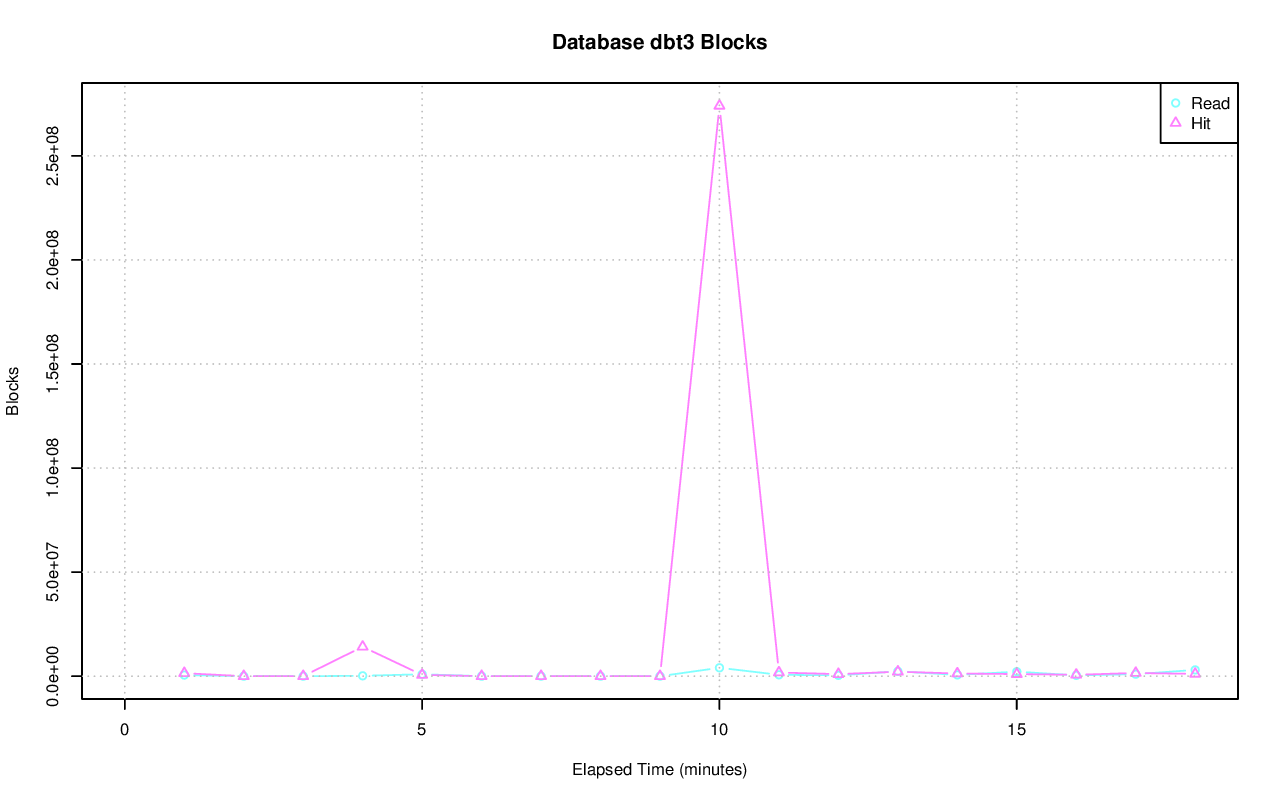 Database dbt3 Blocks
Read
Hit
Blocks
2.5e+08
2.0e+08
1.5e+08
1.0e+08
5.0e+07
0.0e+00
0 5 10 15
Elapsed Time (minutes)